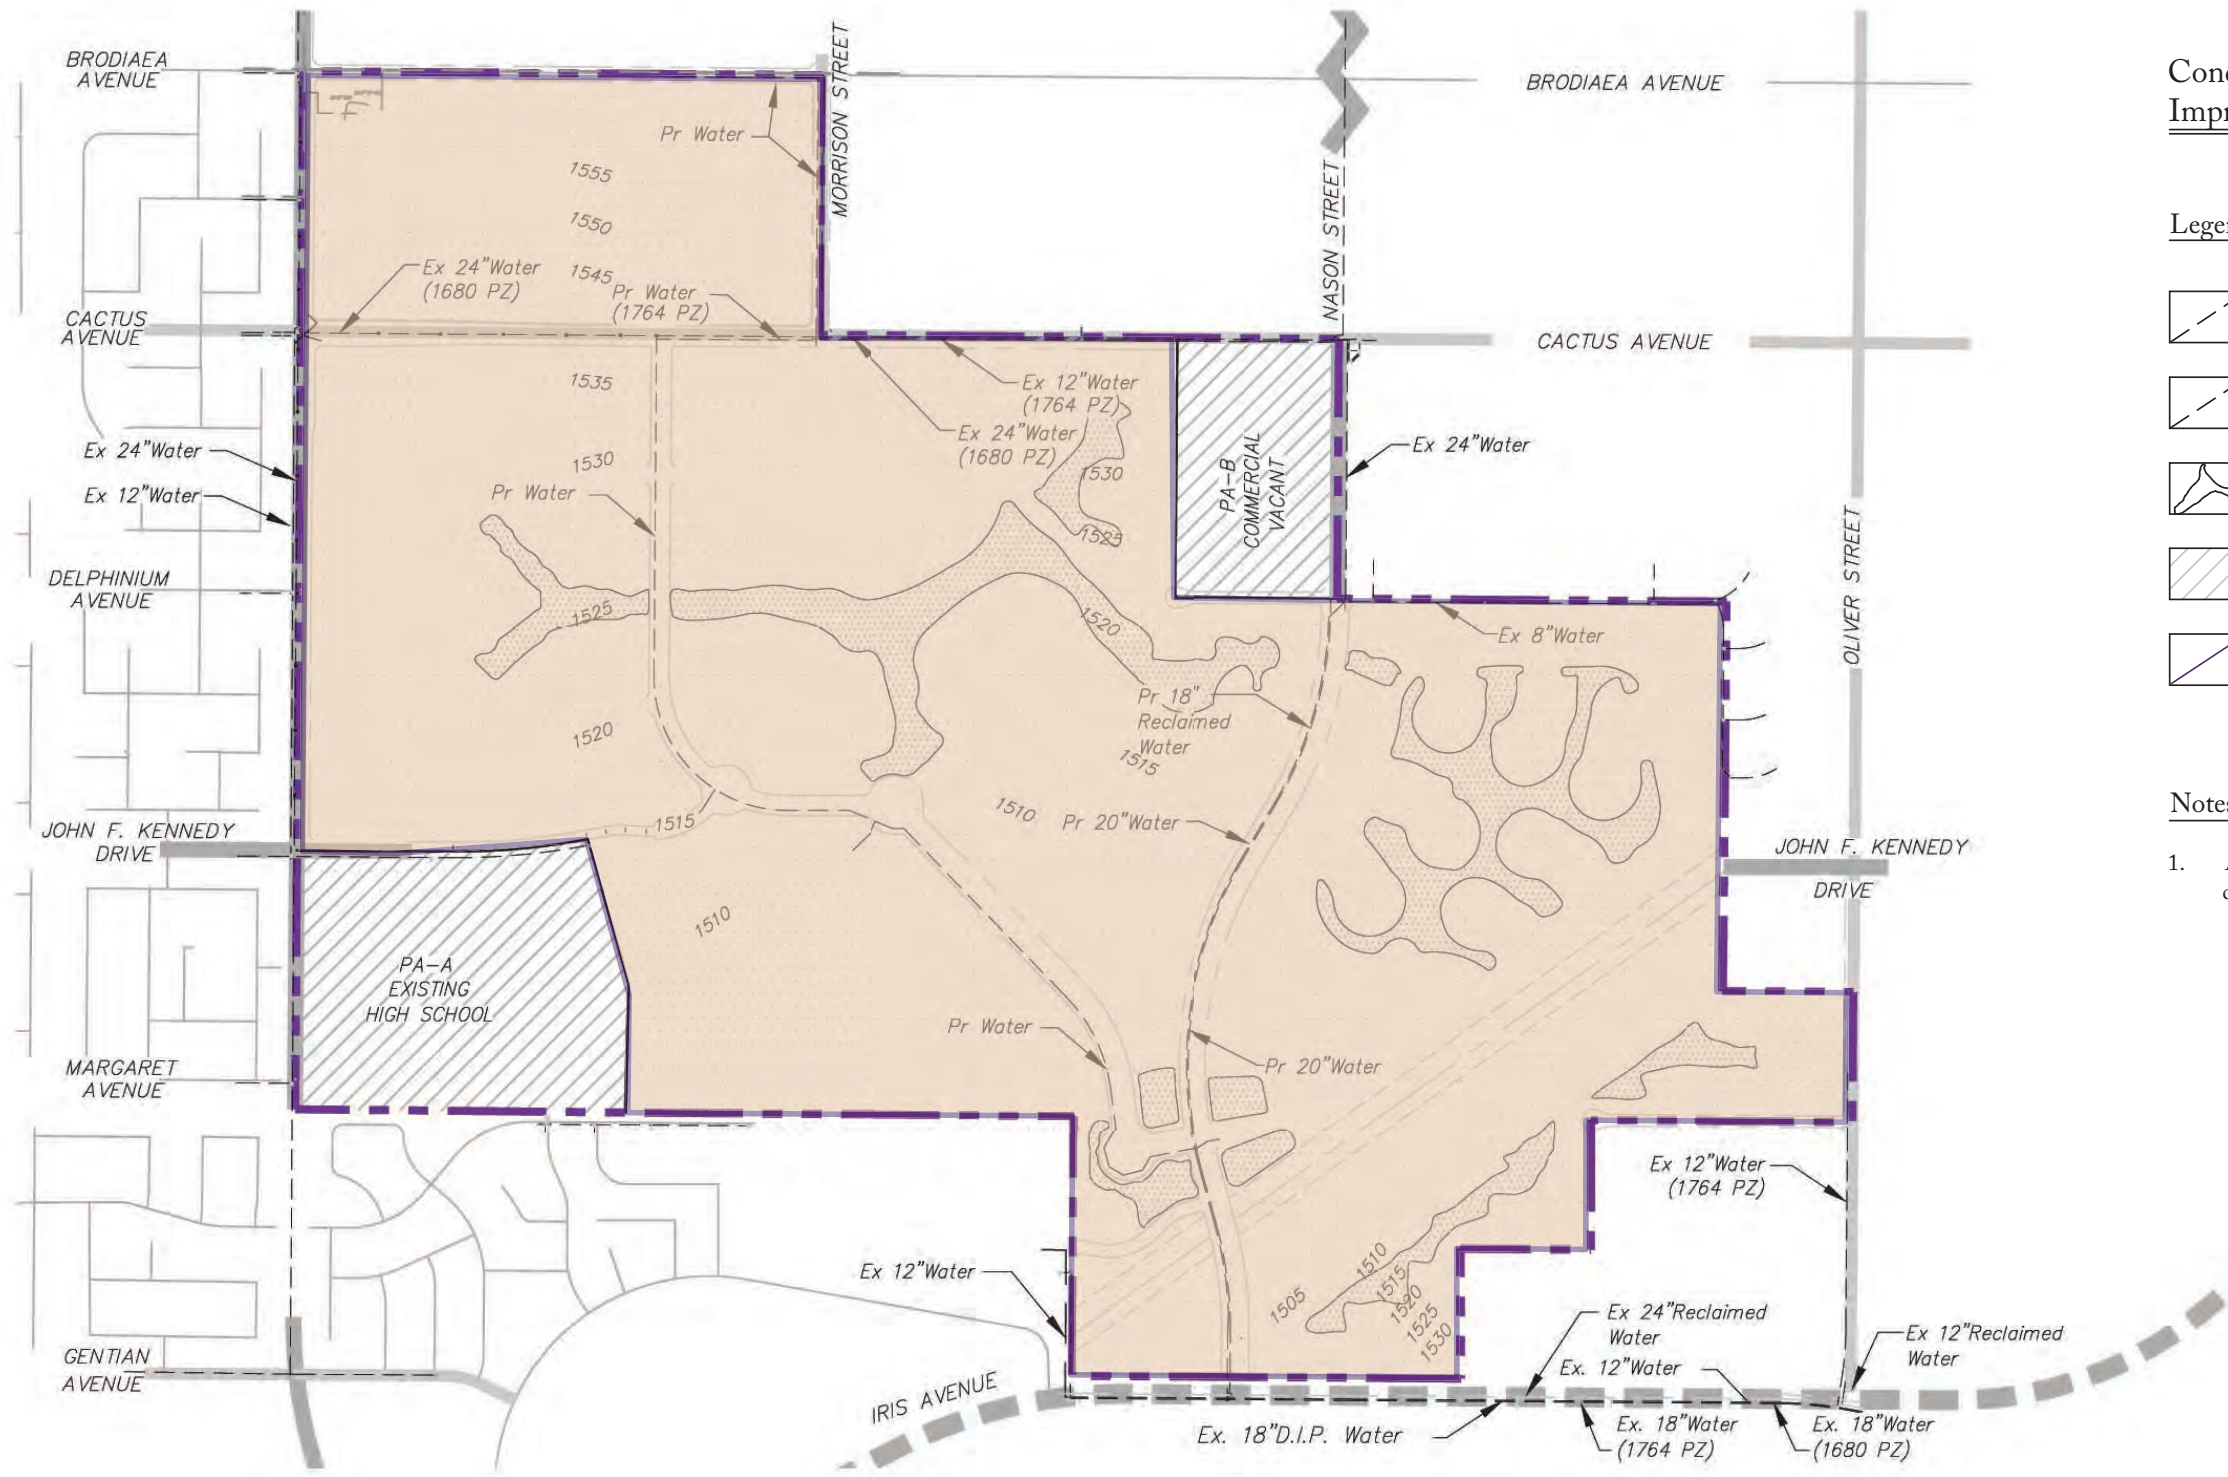 BRODIAEA
AVENUE
MORRISON STREET
BRODIAEA AVENUE
Pr Water
1555
1550
1545
NASON STREET
Ex 24"Water
(1680 PZ)
Pr Water
(1764 PZ)
CACTUS
AVENUE
CACTUS AVENUE
1535
Ex 12"Water
(1764 PZ)
Ex 24"Water
(1680 PZ)
1530
1530
1525
Ex 24"Water
Ex 12"Water
Pr Water
PA-B
COMMERCIAL
VACANT
Ex 24"Water
OLIVER STREET
DELPHINIUM
AVENUE
1525
1520
Ex 8"Water
1520
Pr 18"
Reclaimed
Water
1515
1510
1515
Pr 20"Water
JOHN F. KENNEDY
DRIVE
JOHN F. KENNEDY
DRIVE
1510
PA-A
EXISTING
HIGH SCHOOL
Pr Water
Pr 20"Water
MARGARET
AVENUE
Ex 12"Water
(1764 PZ)
Ex 12"Water
1505
1510
1515
1520
1525
1530
Ex 24"Reclaimed
Water
Ex. 12"Water
Ex 12"Reclaimed
Water
GENTIAN
AVENUE
IRIS AVENUE
Ex. 18"D.I.P. Water
Ex. 18"Water
(1764 PZ)
Ex. 18"Water
(1680 PZ)
1.